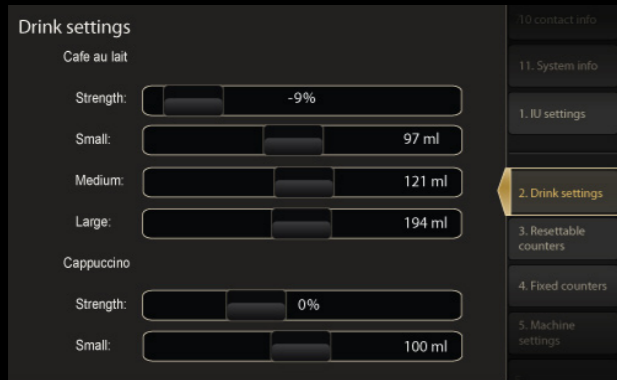 Drink settings
Cafe au lait
Strength: -9%
Small: 97 ml
Medium: 121 ml
Large: 194 ml
Cappuccino
Strength: 0%
Small: 100 ml
10 contact info
11. System info
1. IU settings
2. Drink settings
3. Resettable
counters
4. Fixed counters
5. Machine
settings